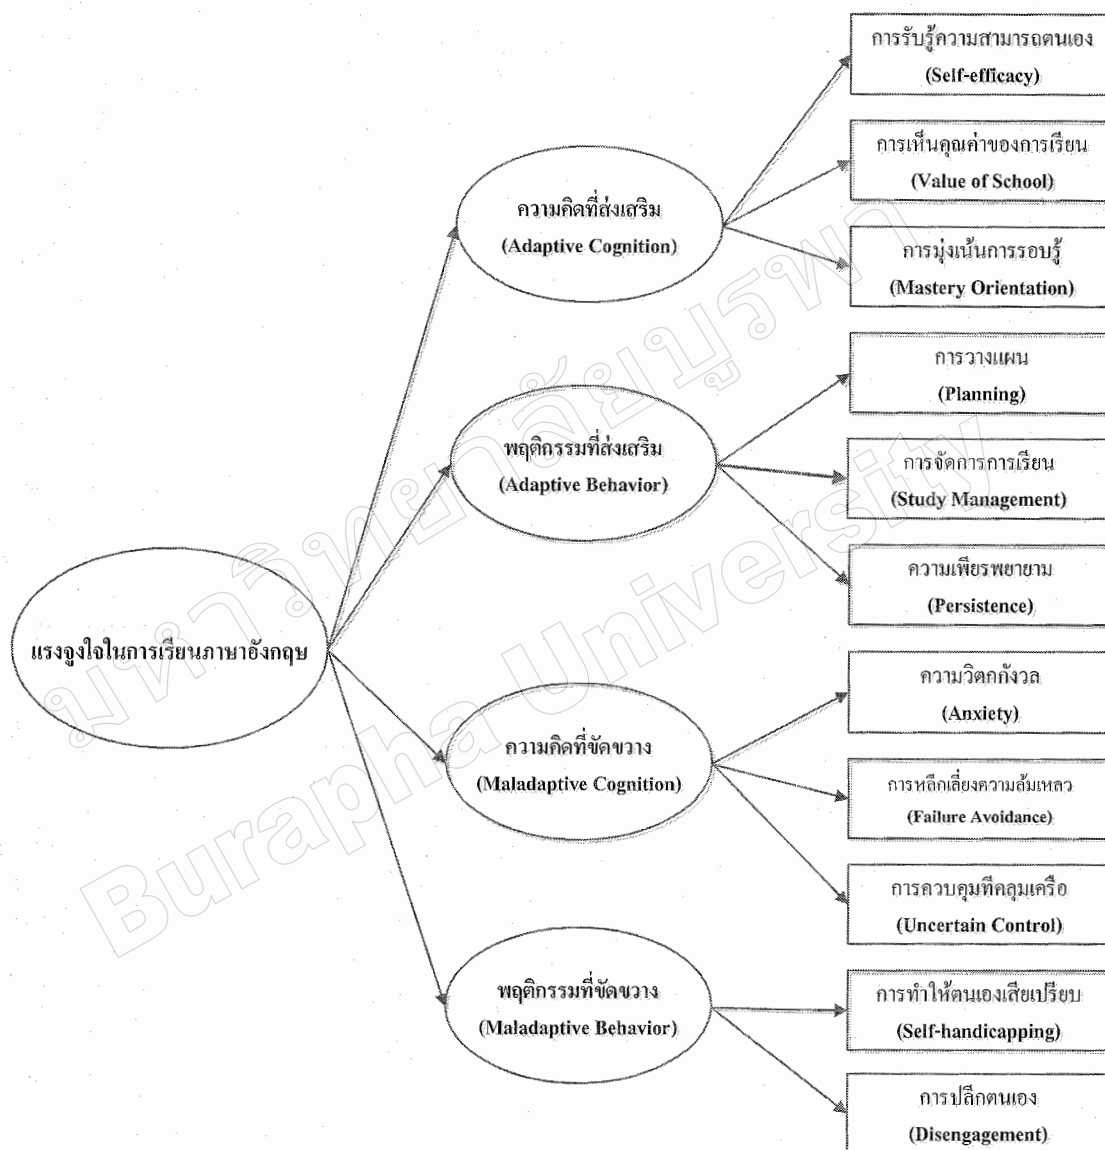 การรับรู้ความสามารถตนเอง
(Self-efficacy)
การเห็นคุณค่าของการเรียน
(Value of School)
ความคิดที่ส่งเสริม
(Adaptive Cognition)
การมุ่งเน้นการรอบรู้
(Mastery Orientation)
การวางแผน
(Planning)
พฤติกรรมที่ส่งเสริม
(Adaptive Behavior)
การจัดการการเรียน
(Study Management)
ความเพียรพยายาม
(Persistence)
แรงจูงใจในการเรียนภาษาอังกฤษ
ความวิตกกังวล
(Anxiety)
ความคิดที่ขัดขวาง
(Maladaptive Cognition)
การหลีกเลี่ยงความล้มเหลว
(Failure Avoidance)
การควบคุมที่คลุมเครือ
(Uncertain Control)
พฤติกรรมที่ขัดขวาง
(Maladaptive Behavior)
การทำให้ตนเองเสียเปรียบ
(Self-handicapping)
การปลีกตนเอง
(Disengagement)
มหาวิทยาลัยบูรพา
Burapha University